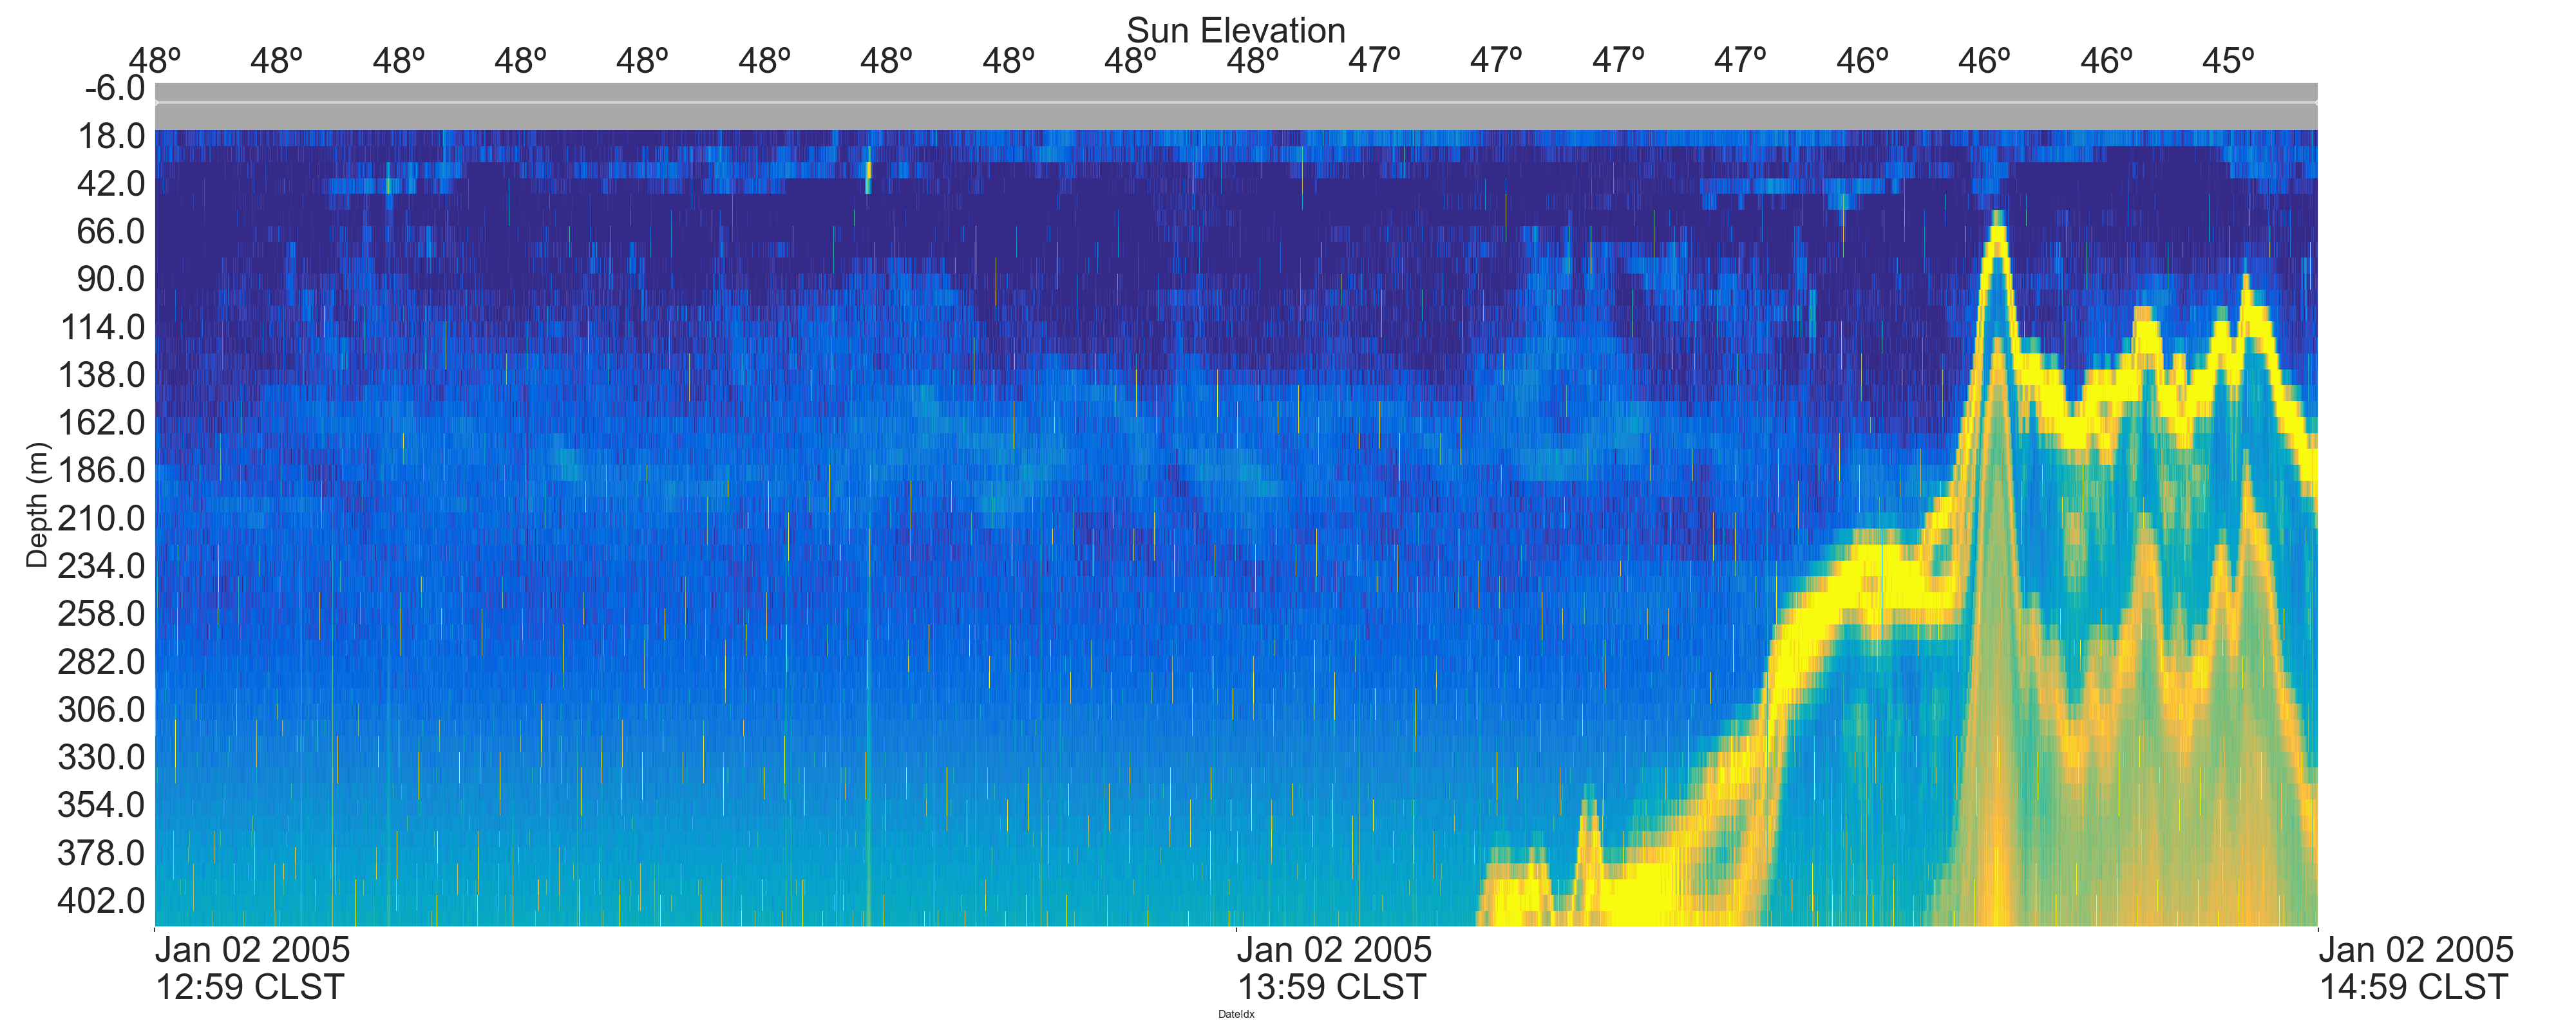 Sun Elevation
48º 48º 48º 48º 48º 48º 48º 48º 48º 48º 47º 47º 47º 47º 46º 46º 46º 45º
-6.0
18.0
42.0
66.0
90.0
114.0
138.0
162.0
186.0
210.0
234.0
258.0
282.0
306.0
330.0
354.0
378.0
402.0
Depth (m)
Jan 02 2005
12:59 CLST
Jan 02 2005
13:59 CLST
Jan 02 2005
14:59 CLST
DateIdx